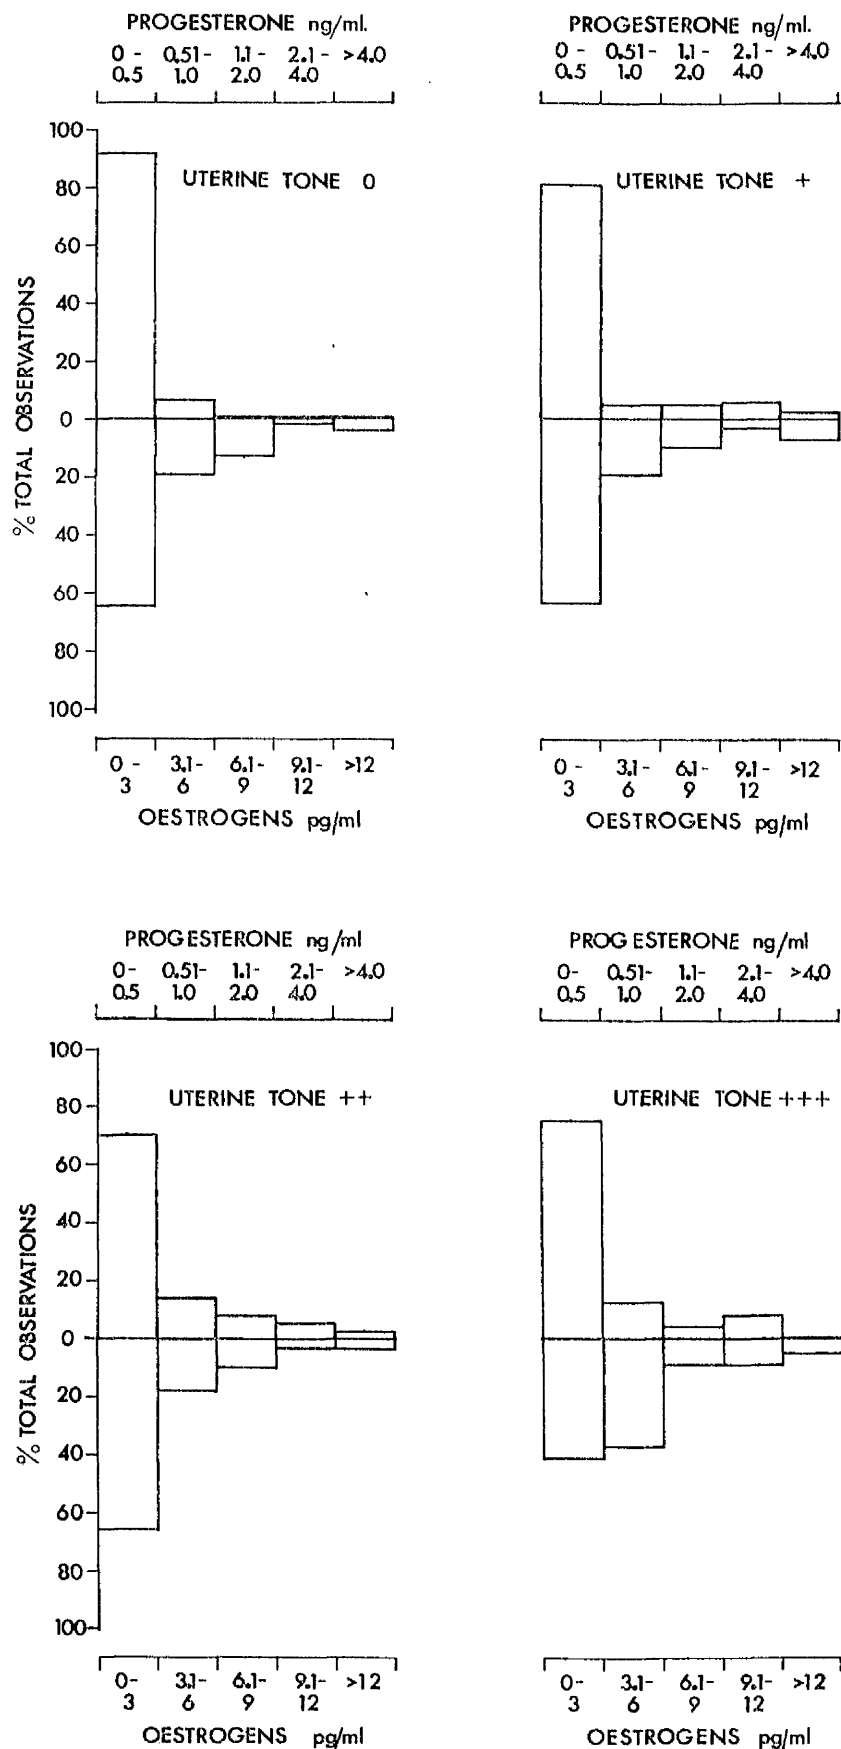 PROGESTERONE ng/ml.
0 - 0.51- 1.1- 2.1- >4.0
0.5 1.0 2.0 4.0
100
80
60
40
20
0
20
40
60
80
100
% TOTAL OBSERVATIONS
UTERINE TONE 0
0 - 3.1- 6.1- 9.1- >12
3 6 9 12
OESTROGENS pg/ml
PROGESTERONE ng/ml.
0 - 0.51- 1.1- 2.1- >4.0
0.5 1.0 2.0 4.0
UTERINE TONE +
0 - 3.1- 6.1- 9.1- >12
3 6 9 12
OESTROGENS pg/ml
PROGESTERONE ng/ml
0- 0.51- 1.1- 2.1- >4.0
0.5 1.0 2.0 4.0
100
80
60
40
20
0
20
40
60
80
100
% TOTAL OBSERVATIONS
UTERINE TONE ++
0- 3.1- 6.1- 9.1- >12
3 6 9 12
OESTROGENS pg/ml
PROGESTERONE ng/ml
0- 0.51- 1.1- 2.1- >4.0
0.5 1.0 2.0 4.0
UTERINE TONE +++
0- 3.1- 6.1- 9.1- >12
3 6 9 12
OESTROGENS pg/ml